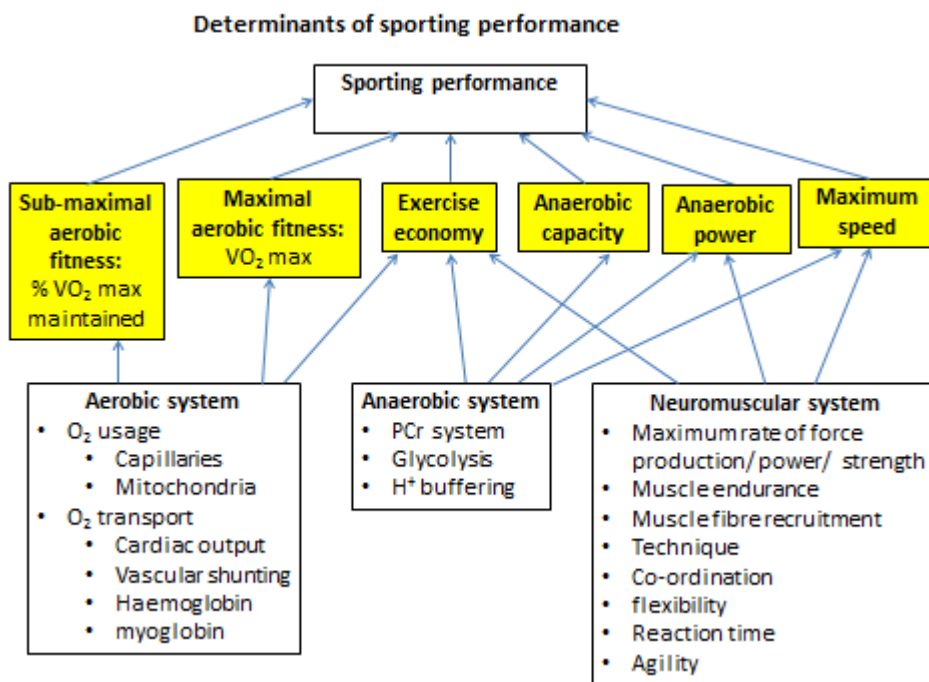 Determinants of sporting performance
Sporting performance
Sub-maximal
aerobic
fitness:
% VO₂ max
maintained
Maximal
aerobic fitness:
VO₂ max
Exercise
economy
Anaerobic
capacity
Anaerobic
power
Maximum
speed
Aerobic system
• O₂ usage
• Capillaries
• Mitochondria
• O₂ transport
• Cardiac output
• Vascular shunting
• Haemoglobin
• myoglobin
Anaerobic system
• PCr system
• Glycolysis
• H⁺ buffering
Neuromuscular system
• Maximum rate of force
production/ power/ strength
• Muscle endurance
• Muscle fibre recruitment
• Technique
• Co-ordination
• flexibility
• Reaction time
• Agility